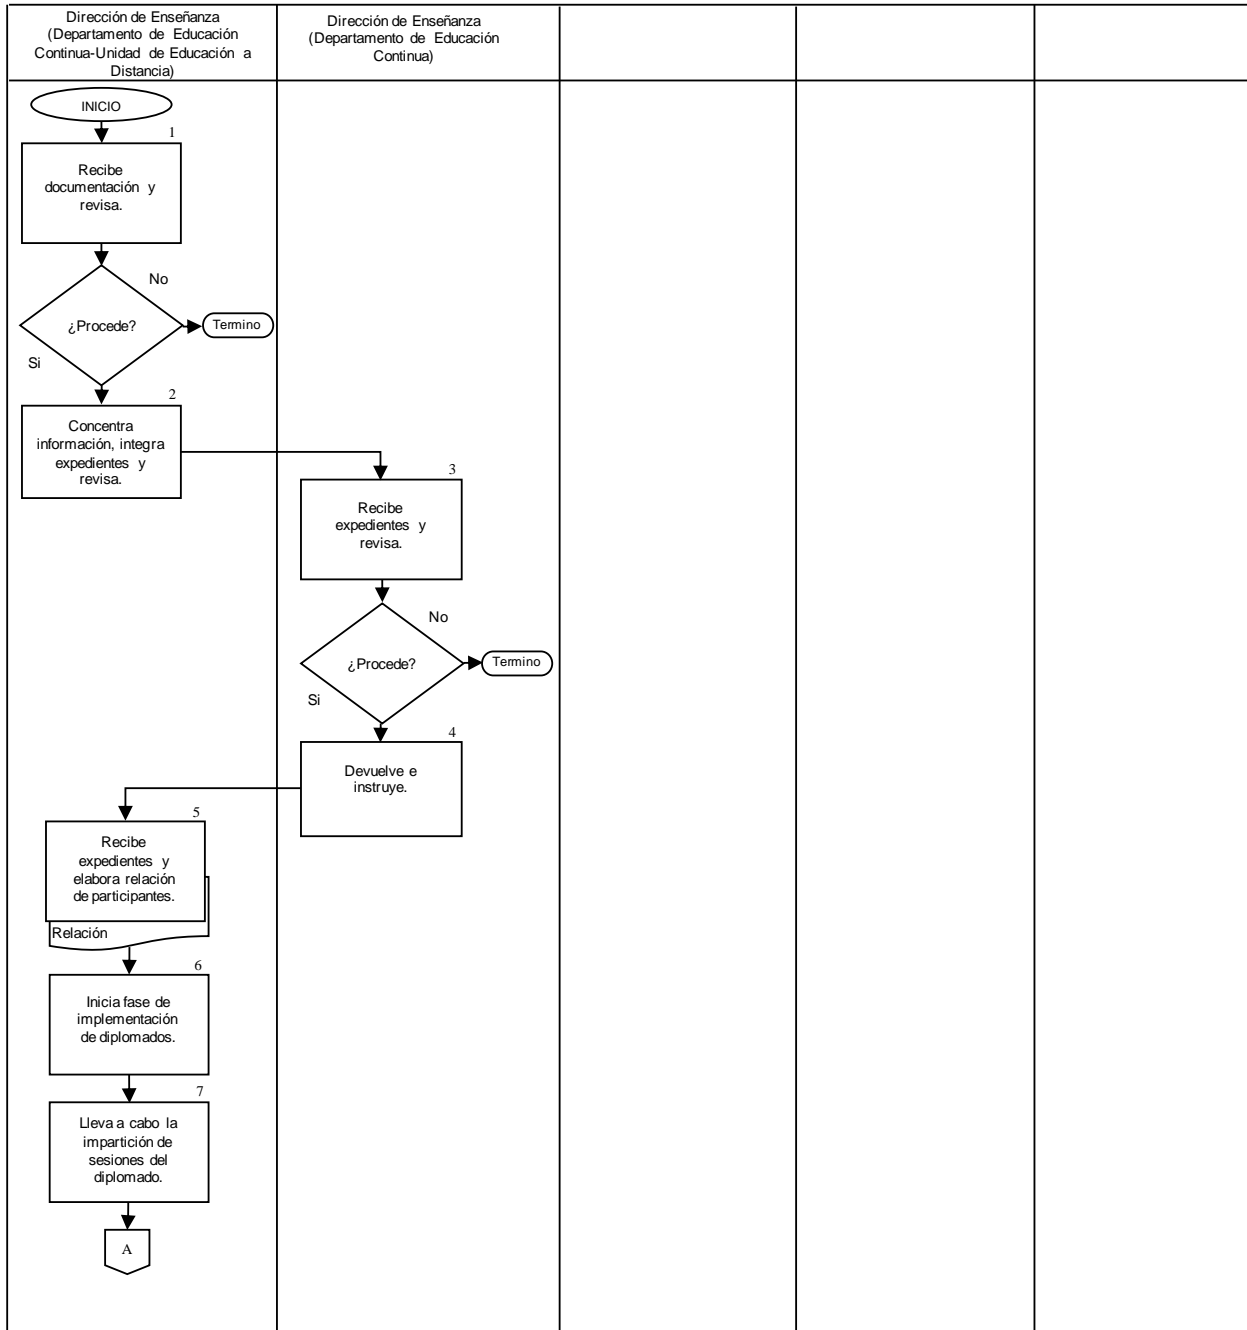 Dirección de Enseñanza
(Departamento de Educación
Continua-Unidad de Educación a
Distancia)
Dirección de Enseñanza
(Departamento de Educación
Continua)
INICIO
1
Recibe
documentación y
revisa.
No
¿Procede?
Termino
Si
2
Concentra
información, integra
expedientes y
revisa.
3
Recibe
expedientes y
revisa.
No
¿Procede?
Termino
Si
4
Devuelve e
instruye.
5
Recibe
expedientes y
elabora relación
de participantes.
Relación
6
Inicia fase de
implementación
de diplomados.
7
Lleva a cabo la
impartición de
sesiones del
diplomado.
A